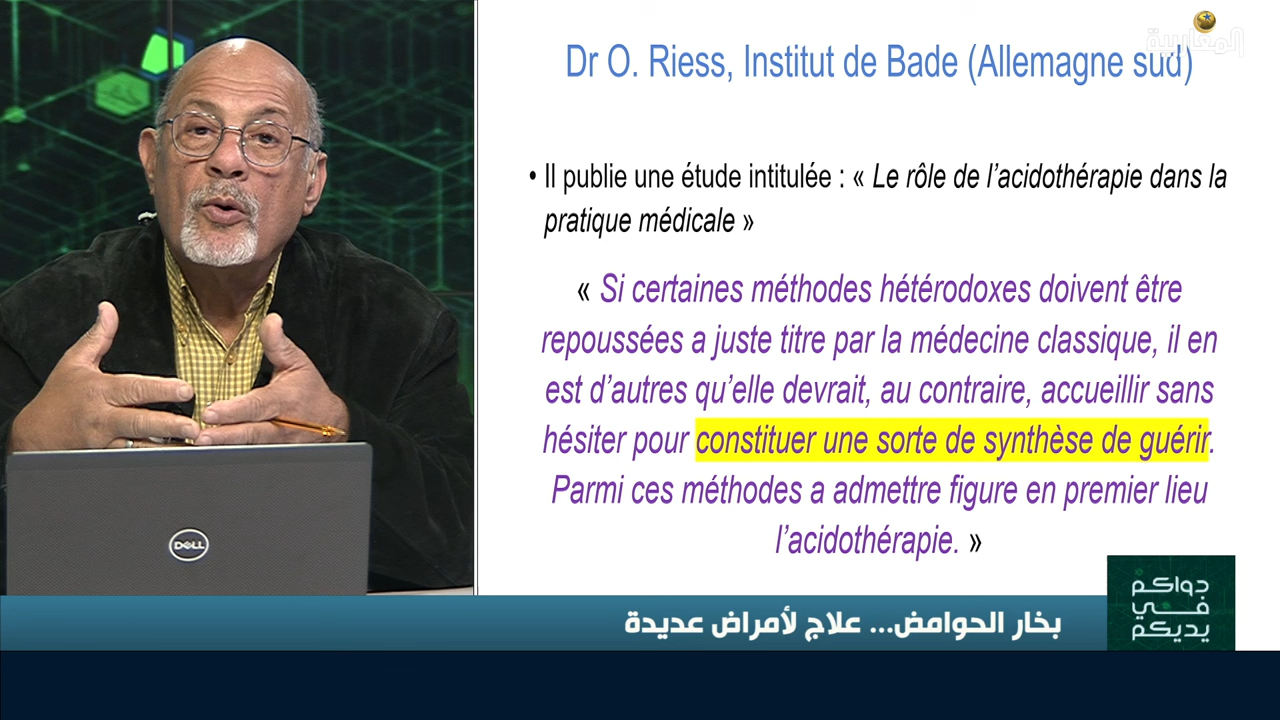 المغاربية
Dr O. Riess, Institut de Bade (Allemagne sud)
• Il publie une étude intitulée : « Le rôle de l’acidothérapie dans la
pratique médicale »
« Si certaines méthodes hétérodoxes doivent être
repoussées a juste titre par la médecine classique, il en
est d’autres qu’elle devrait, au contraire, accueillir sans
hésiter pour constituer une sorte de synthèse de guérir.
Parmi ces méthodes a admettre figure en premier lieu
l’acidothérapie. »
DELL
دواكم
في
يديكم
بخار الحوامض... علاج لأمراض عديدة